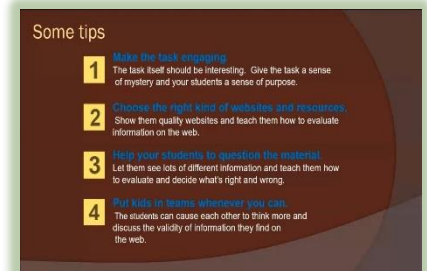 Some tips
1
Make the task engaging.
The task itself should be interesting. Give the task a sense
of mystery and your students a sense of purpose.
2
Choose the right kind of websites and resources.
Show them quality websites and teach them how to evaluate
information on the web.
3
Help your students to question the material.
Let them see lots of different information and teach them how
to evaluate and decide what's right and wrong.
4
Put kids in teams whenever you can.
The students can cause each other to think more and
discuss the validity of information they find on
the web.